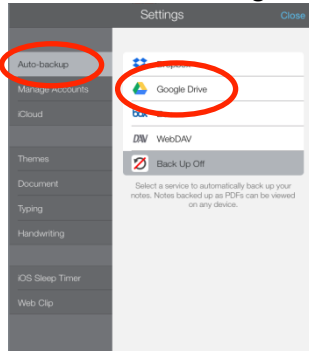 Settings
Close
Auto-backup
Manage Accounts
iCloud
Themes
Document
Typing
Handwriting
iOS Sleep Timer
Web Clip
Google Drive
DAV WebDAV
Back Up Off
Select a service to automatically back up your
notes. Notes backed up as PDFs can be viewed
on any device.